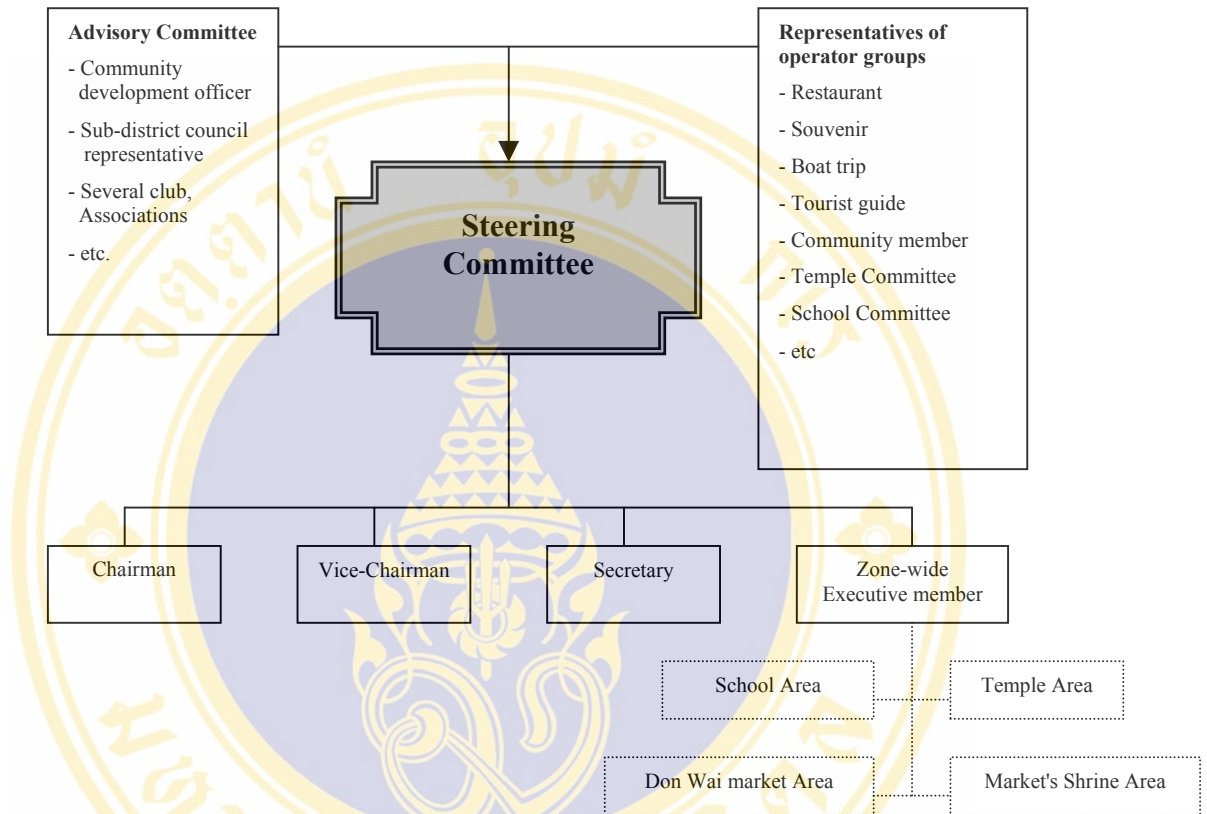 Advisory Committee
- Community
development officer
- Sub-district council
representative
- Several club,
Associations
- etc.
Representatives of
operator groups
- Restaurant
- Souvenir
- Boat trip
- Tourist guide
- Community member
- Temple Committee
- School Committee
- etc
Steering
Committee
Chairman
Vice-Chairman
Secretary
Zone-wide
Executive member
School Area
Temple Area
Don Wai market Area
Market's Shrine Area